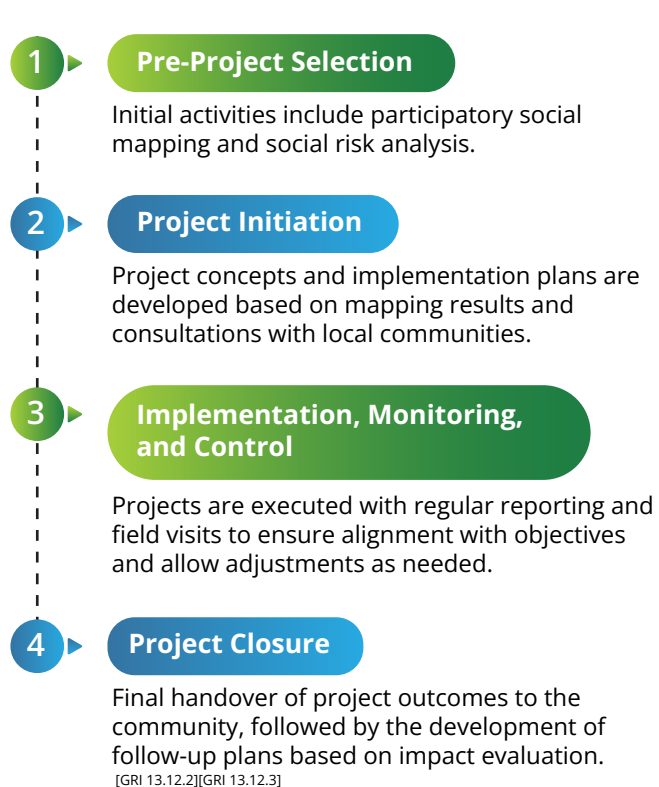 1
Pre-Project Selection
Initial activities include participatory social
mapping and social risk analysis.
2
Project Initiation
Project concepts and implementation plans are
developed based on mapping results and
consultations with local communities.
3
Implementation, Monitoring,
and Control
Projects are executed with regular reporting and
field visits to ensure alignment with objectives
and allow adjustments as needed.
4
Project Closure
Final handover of project outcomes to the
community, followed by the development of
follow-up plans based on impact evaluation.
[GRI 13.12.2][GRI 13.12.3]